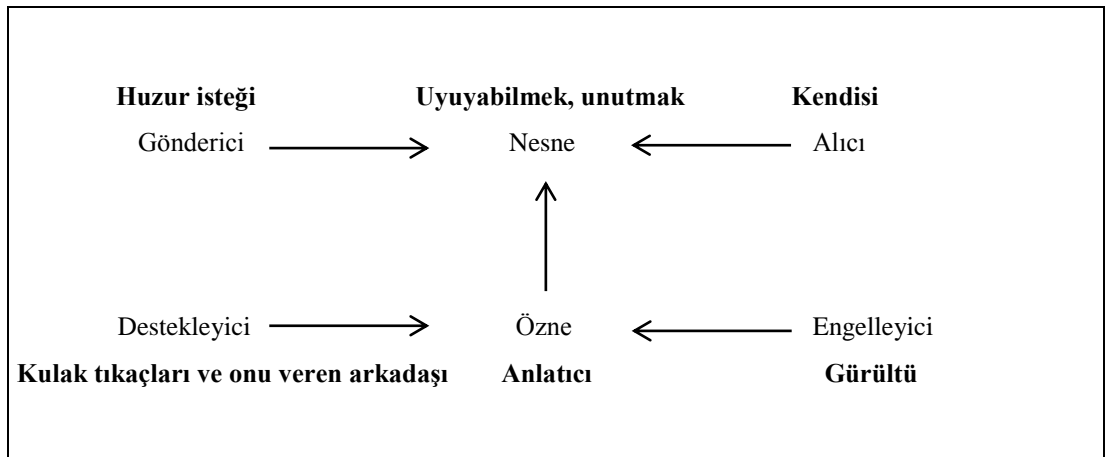 Huzur isteği Uyuyabilmek, unutmak Kendisi
Gönderici Nesne Alıcı
Destekleyici Özne Engelleyici
Kulak tıkaçları ve onu veren arkadaşı Anlatıcı Gürültü